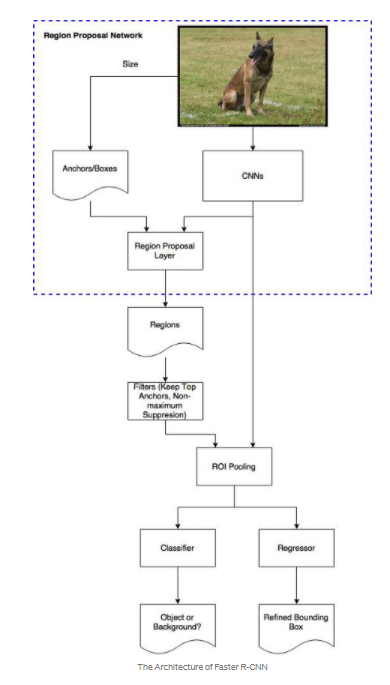 Region Proposal Network
Size
Anchors/Boxes
CNNs
Region Proposal
Layer
Regions
Filters (Keep Top
Anchors, Non-
maximum
Suppresion)
ROI Pooling
Classifier
Regressor
Object or
Background?
Refined Bounding
Box
The Architecture of Faster R-CNN